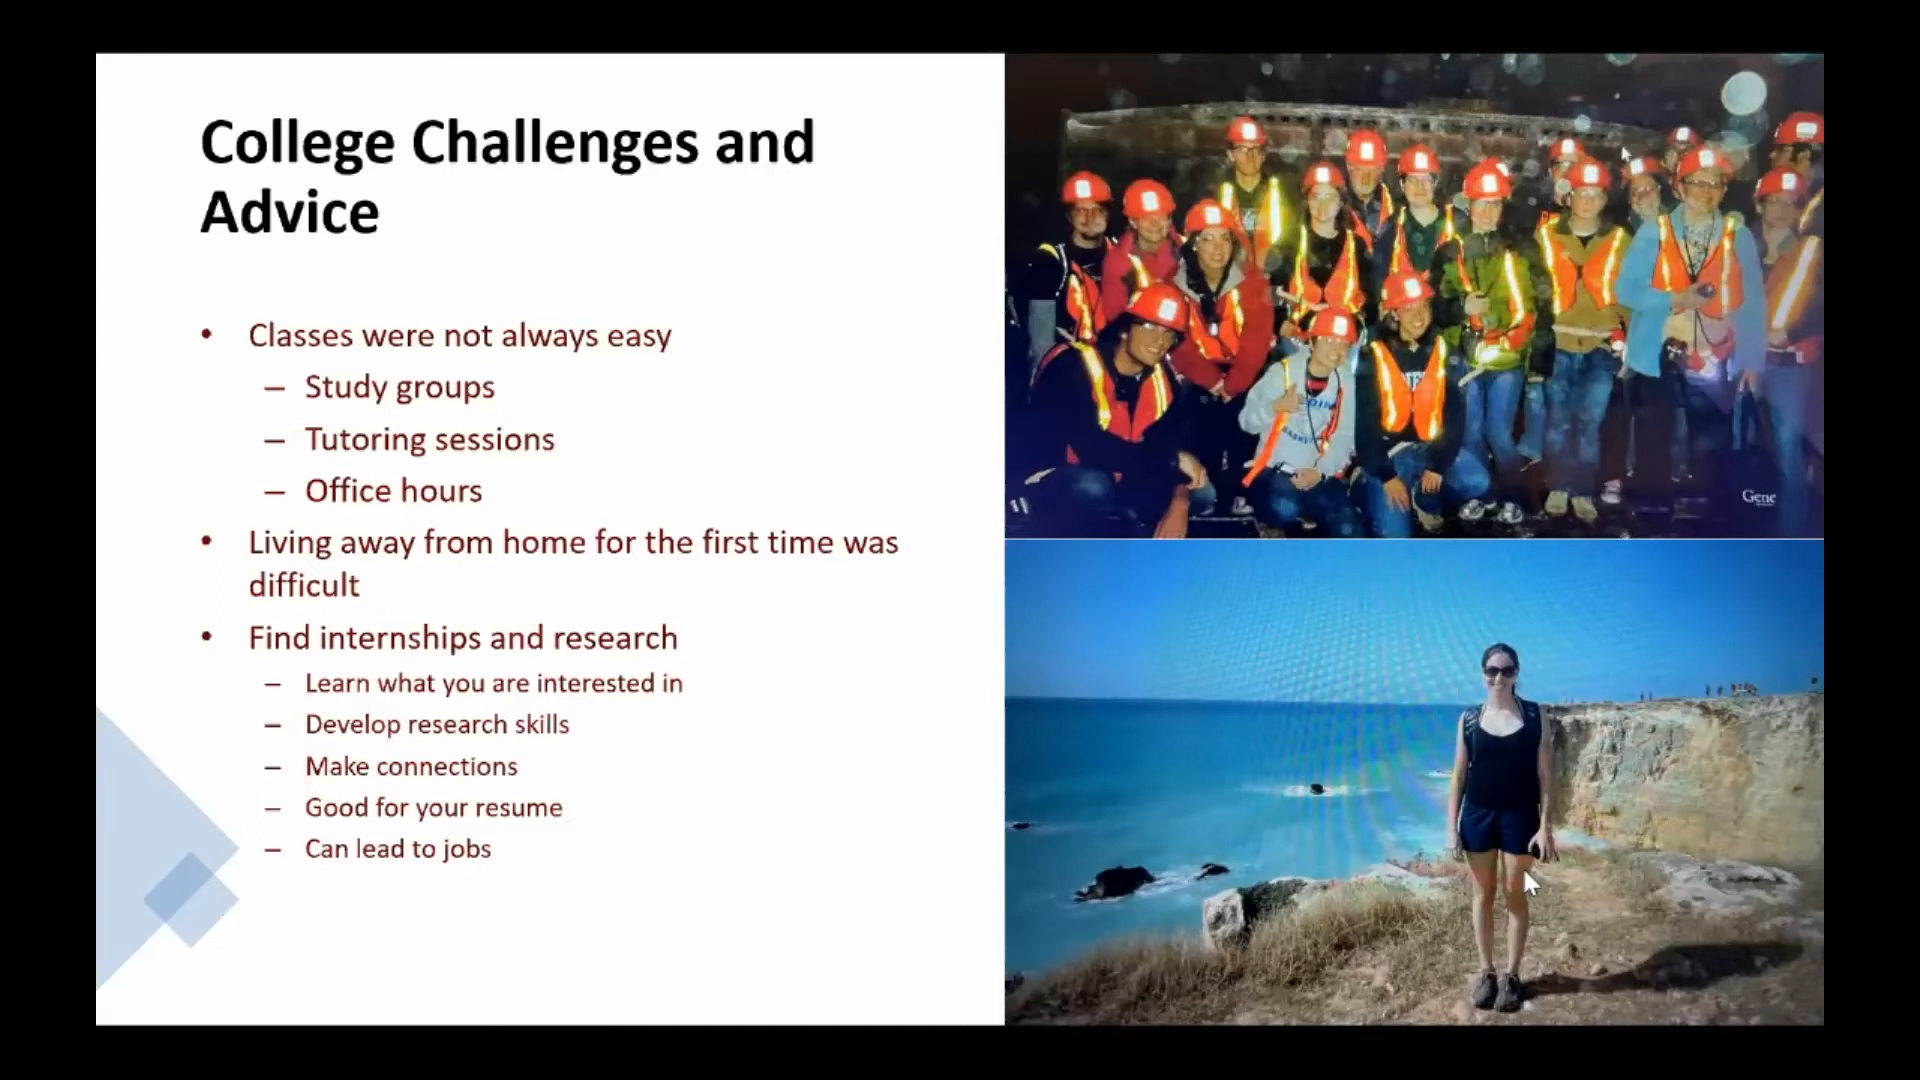 College Challenges and
Advice
• Classes were not always easy
– Study groups
– Tutoring sessions
– Office hours
• Living away from home for the first time was
difficult
• Find internships and research
– Learn what you are interested in
– Develop research skills
– Make connections
– Good for your resume
– Can lead to jobs
Gene